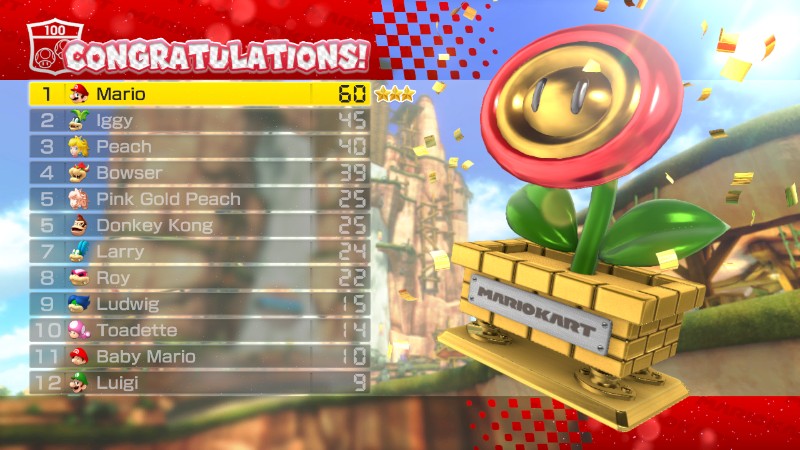 100
CONGRATULATIONS!
1 Mario 60
2 Iggy 45
3 Peach 40
4 Bowser 39
5 Pink Gold Peach 25
5 Donkey Kong 25
7 Larry 24
8 Roy 22
9 Ludwig 15
10 Toadette 14
11 Baby Mario 10
12 Luigi 9
MARIOKART